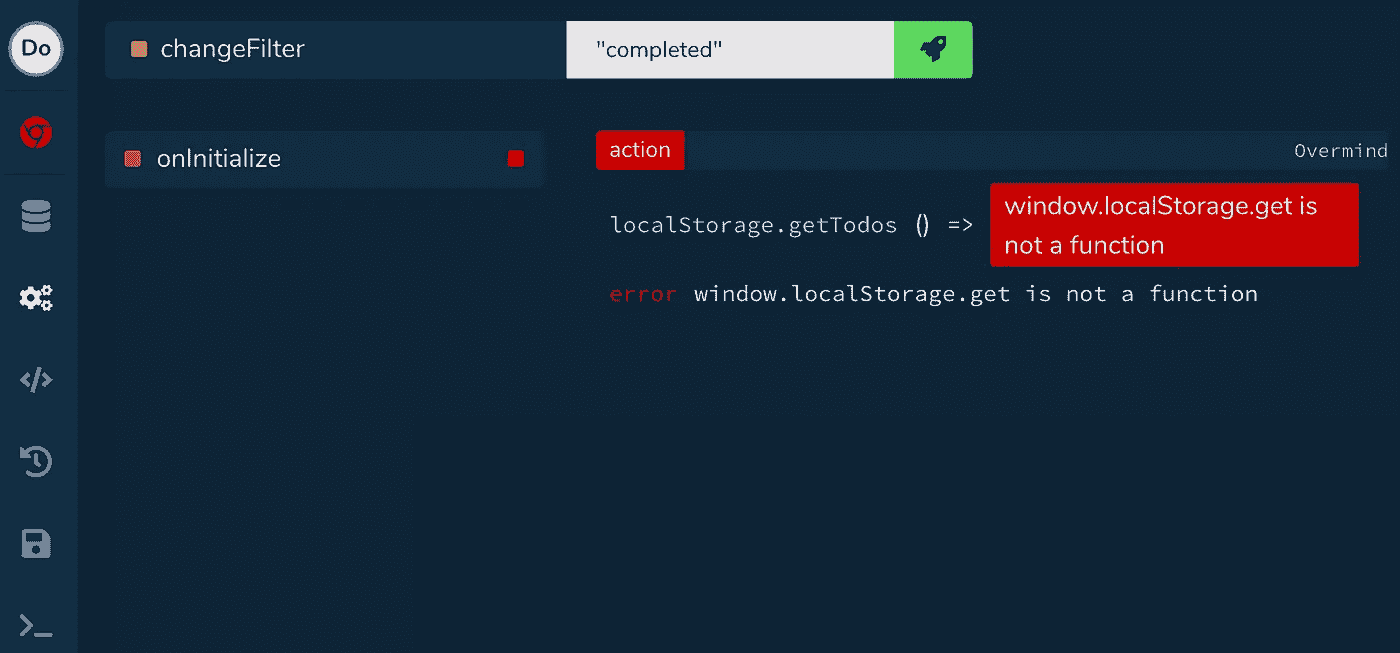 Do
changeFilter
"completed"
onInitialize
action
Overmind
localStorage.getTodos () =>
window.localStorage.get is
not a function
error window.localStorage.get is not a function